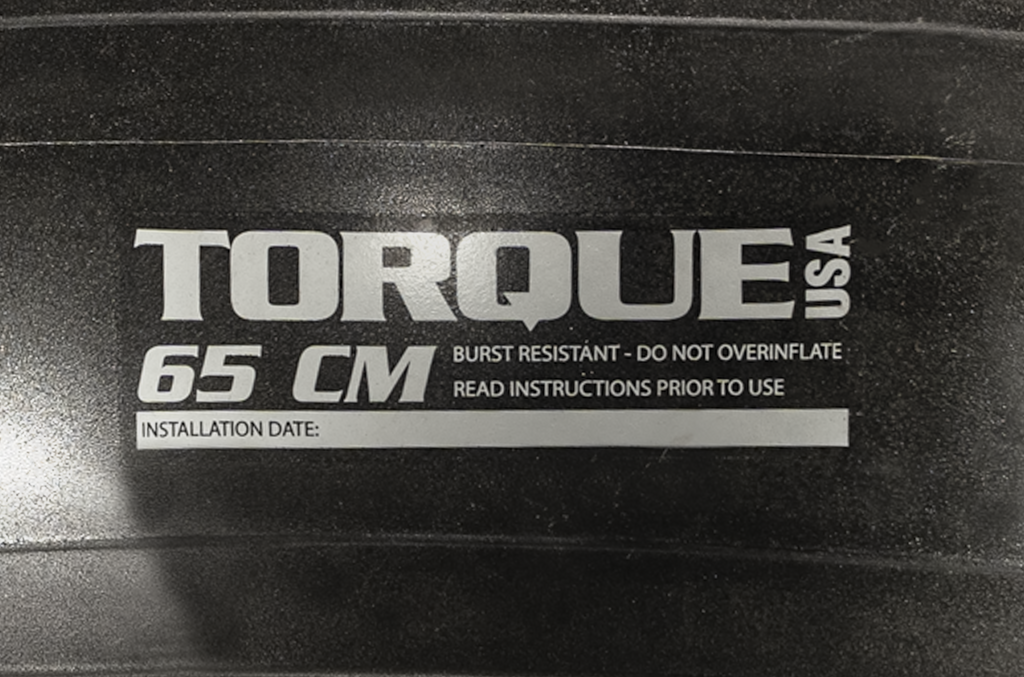 TORQUE USA
65 CM
BURST RESISTANT - DO NOT OVERINFLATE
READ INSTRUCTIONS PRIOR TO USE
INSTALLATION DATE: